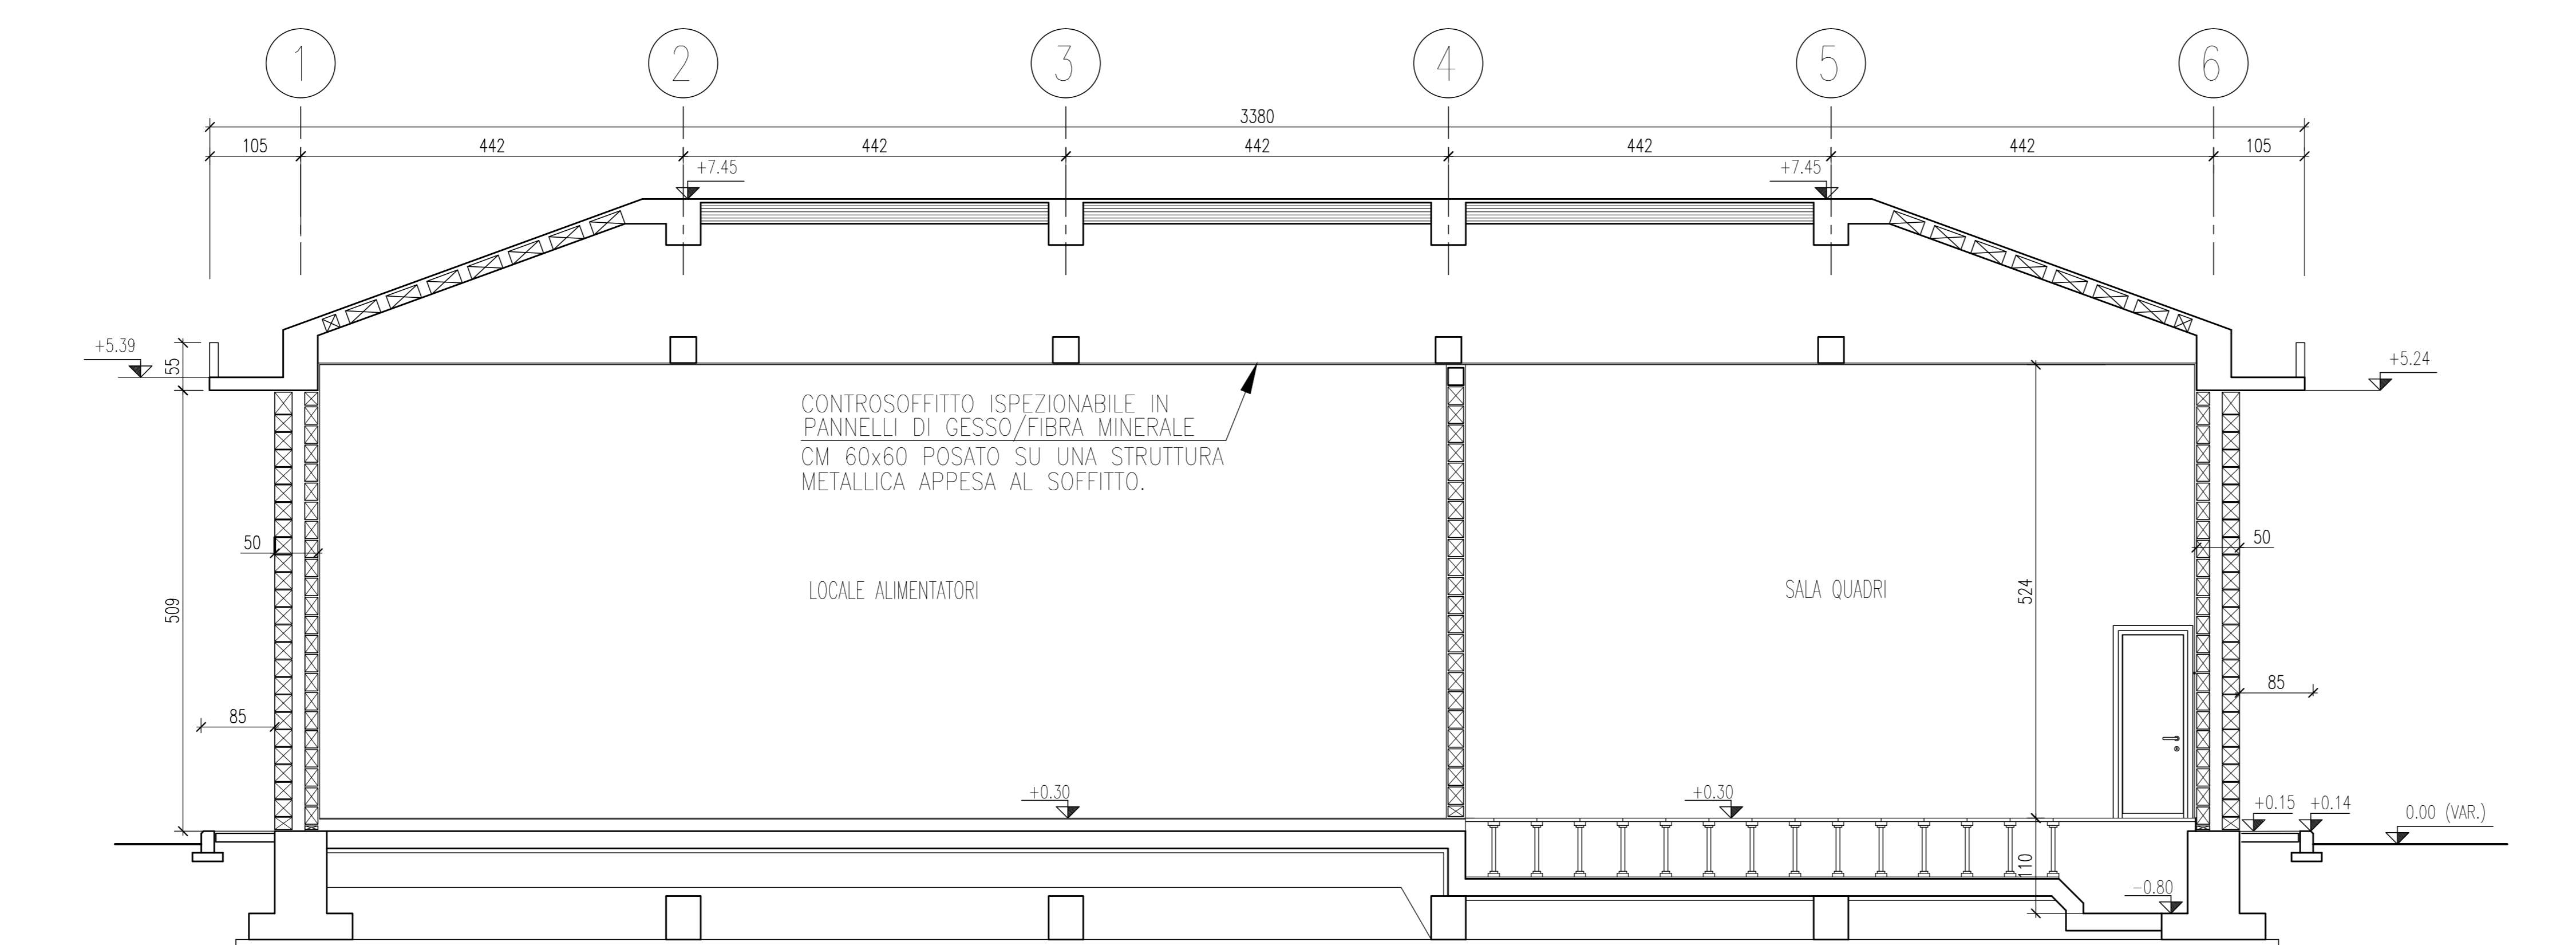 1 2 3 4 5 6
3380
105 442 442 442 442 442 105
+7.45 +7.45
+5.39
55
+5.24
CONTROSOFFITTO ISPEZIONABILE IN
PANNELLI DI GESSO/FIBRA MINERALE
CM 60x60 POSATO SU UNA STRUTTURA
METALLICA APPESA AL SOFFITTO.
50 50
LOCALE ALIMENTATORI
SALA QUADRI
524
509
85 85
+0.30 +0.30
+0.15 +0.14
0.00 (VAR.)
110
-0.80